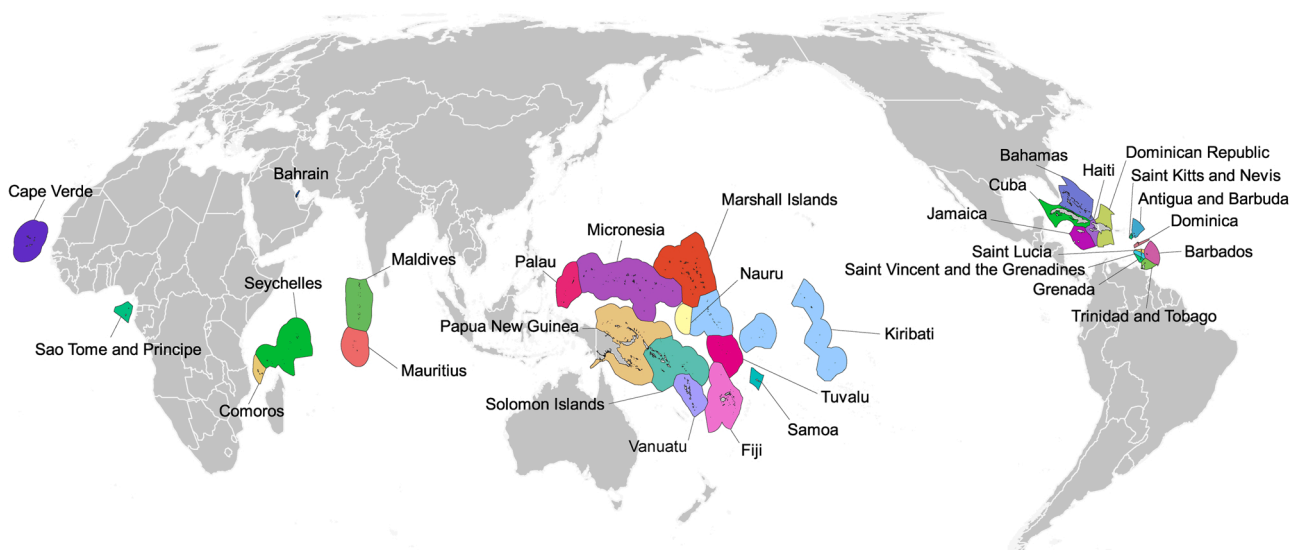 Cape Verde
Sao Tome and Principe
Bahrain
Seychelles
Comoros
Maldives
Mauritius
Palau
Micronesia
Marshall Islands
Nauru
Papua New Guinea
Solomon Islands
Vanuatu
Fiji
Samoa
Tuvalu
Kiribati
Bahamas
Cuba
Jamaica
Haiti
Dominican Republic
Saint Kitts and Nevis
Antigua and Barbuda
Dominica
Saint Lucia
Barbados
Saint Vincent and the Grenadines
Grenada
Trinidad and Tobago